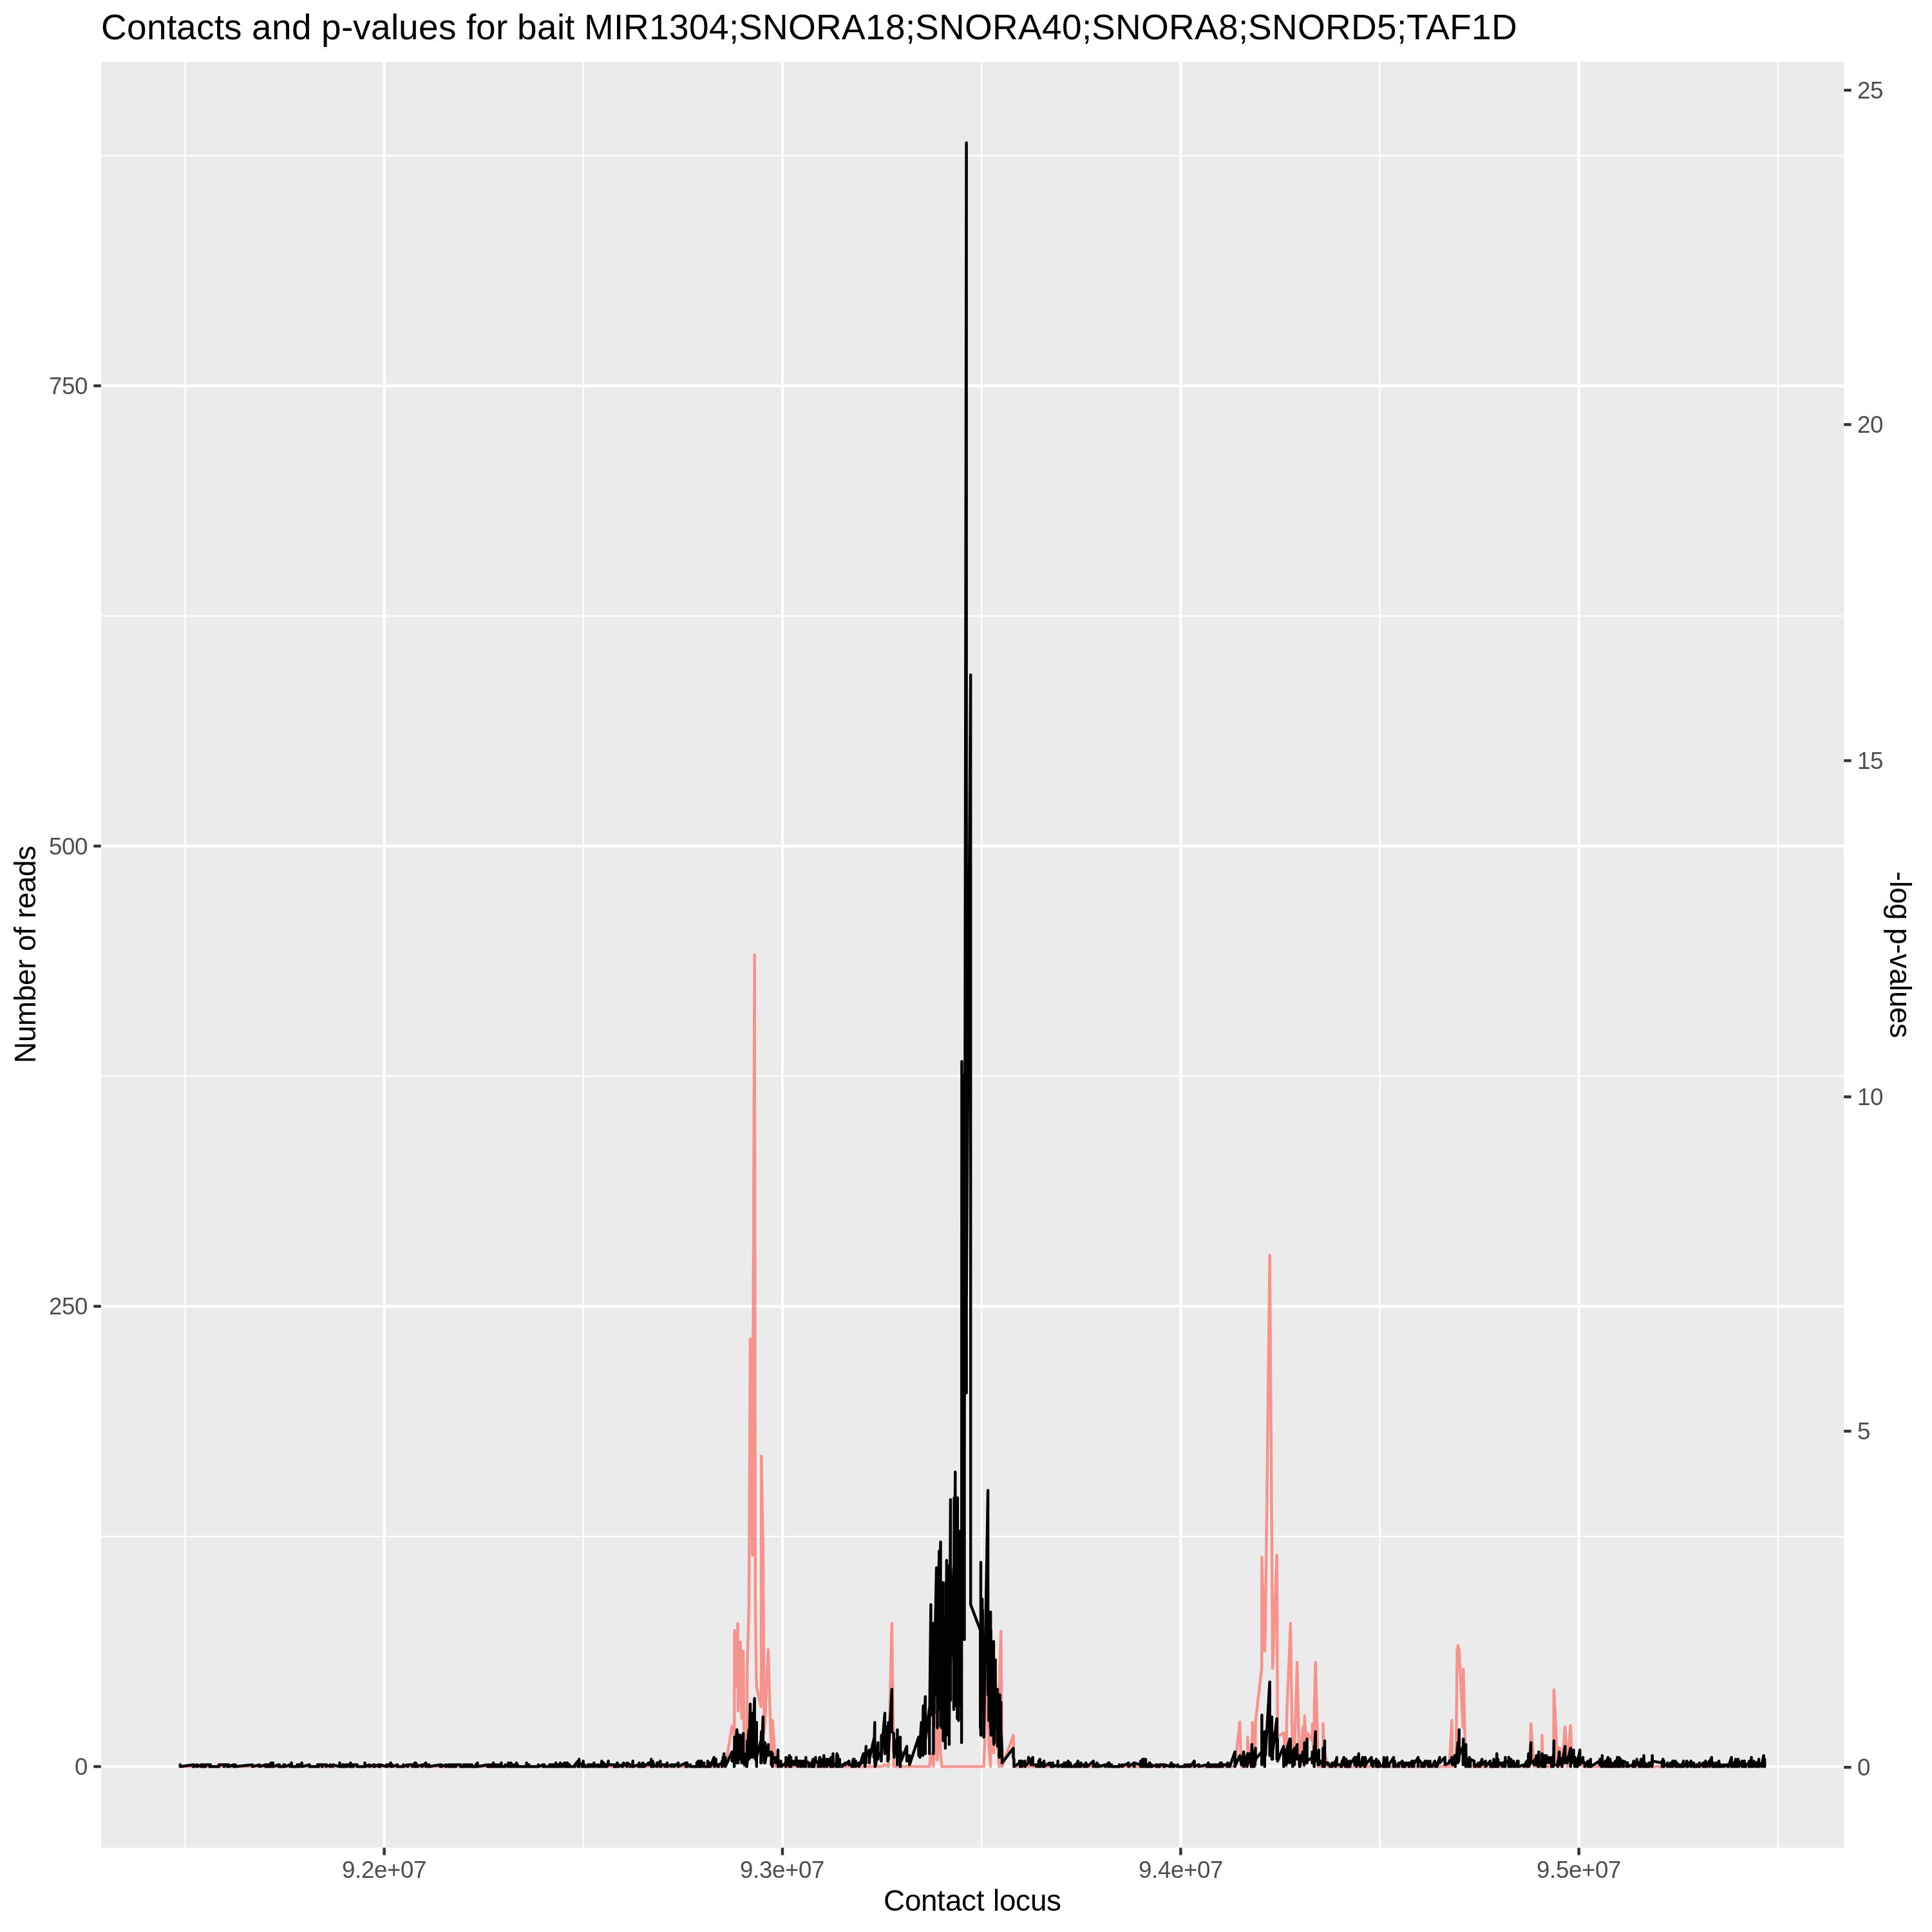 Contacts and p-values for bait MIR1304;SNORA18;SNORA40;SNORA8;SNORD5;TAF1D
25
750
20
15
500
Number of reads
-log p-values
10
250
5
0
0
9.2e+07
9.3e+07
9.4e+07
9.5e+07
Contact locus